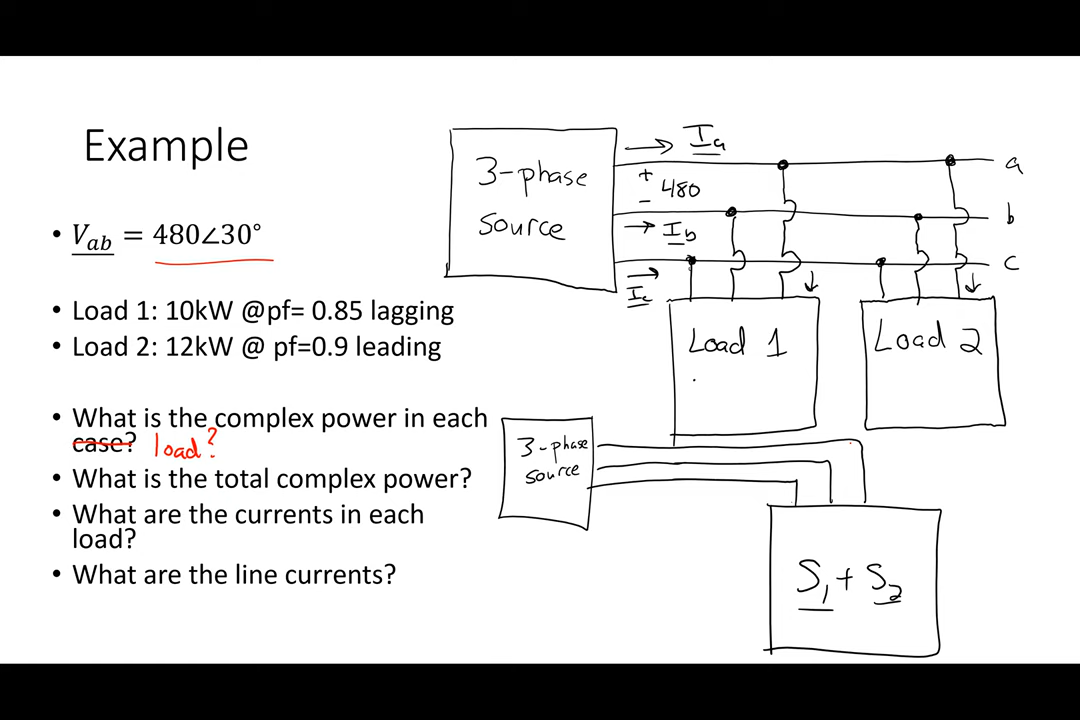 Example
• V_ab = 480∠30°
• Load 1: 10kW @pf= 0.85 lagging
• Load 2: 12kW @ pf=0.9 leading
• What is the complex power in each
case? load?
• What is the total complex power?
• What are the currents in each
load?
• What are the line currents?
3-phase
source
I_a
+
480
-
I_b
I_c
a
b
c
Load 1
Load 2
3-phase
source
S_1 + S_2